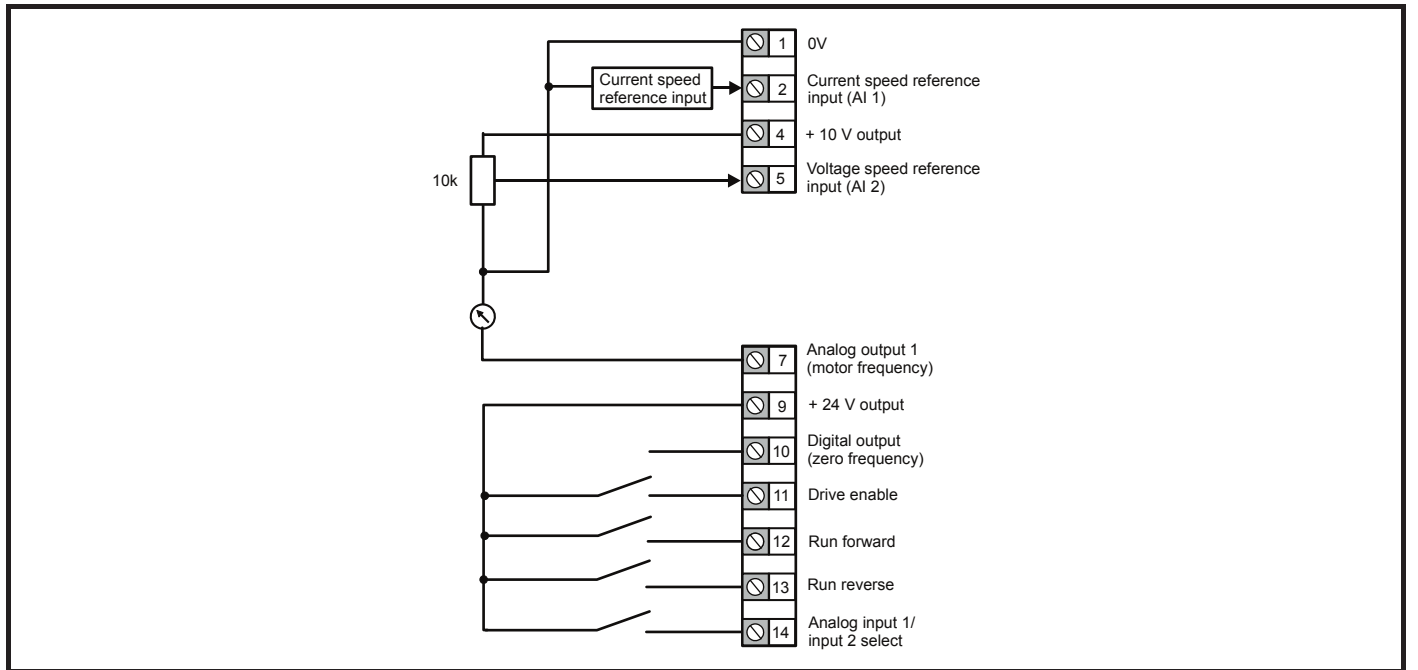 1 0V
Current speed
reference input
2 Current speed reference
input (AI 1)
4 + 10 V output
10k
5 Voltage speed reference
input (AI 2)
7 Analog output 1
(motor frequency)
9 + 24 V output
10 Digital output
(zero frequency)
11 Drive enable
12 Run forward
13 Run reverse
14 Analog input 1/
input 2 select